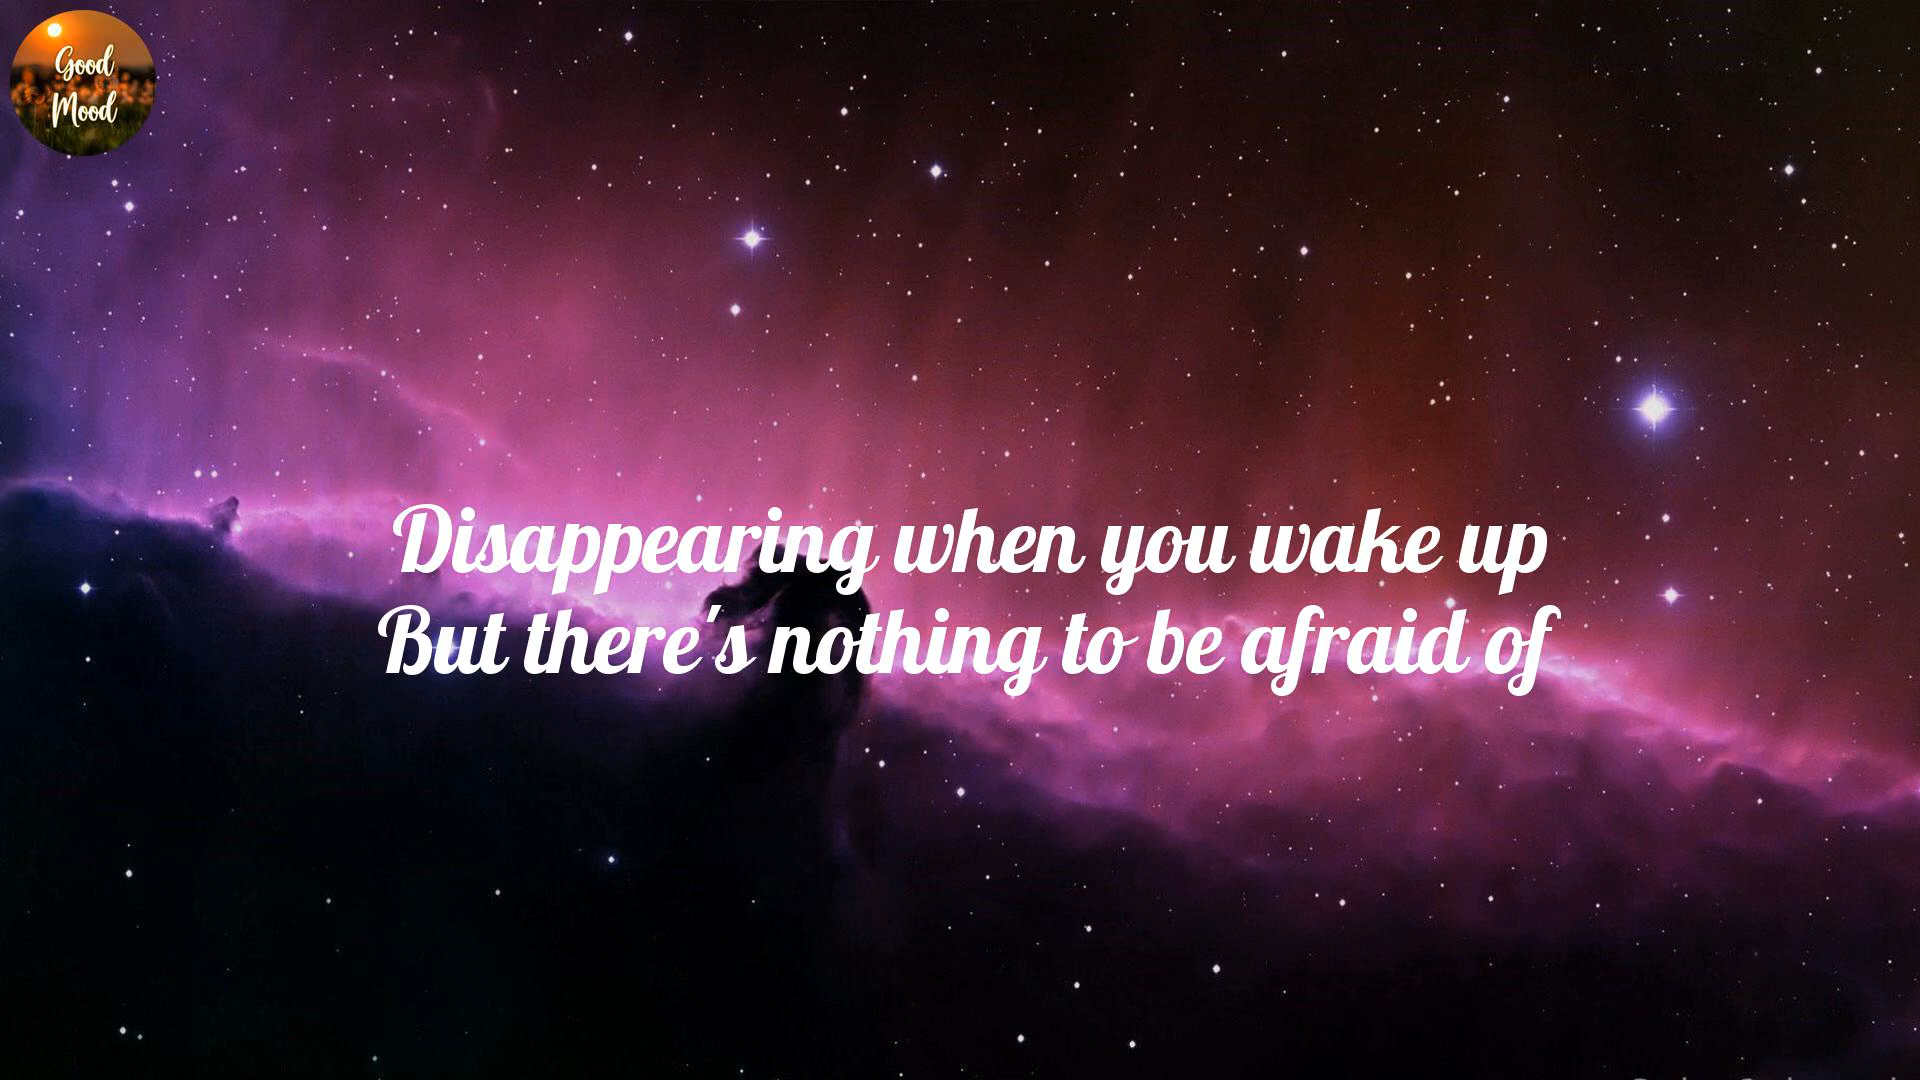 Good
Mood
Disappearing when you wake up
But there's nothing to be afraid of